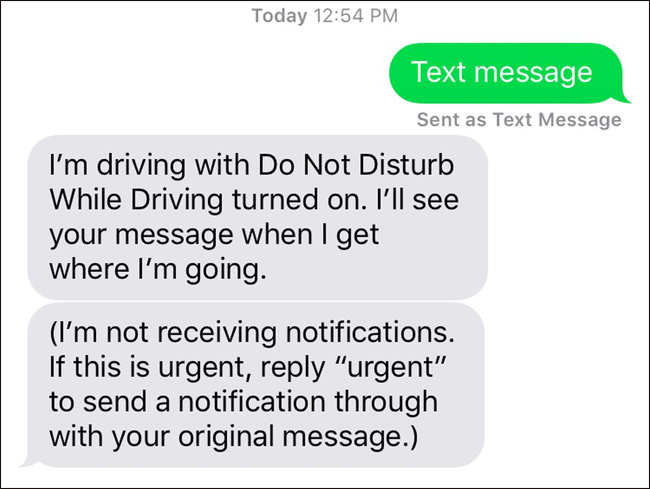 Today 12:54 PM
Text message
Sent as Text Message
I’m driving with Do Not Disturb
While Driving turned on. I’ll see
your message when I get
where I’m going.
(I’m not receiving notifications.
If this is urgent, reply “urgent”
to send a notification through
with your original message.)